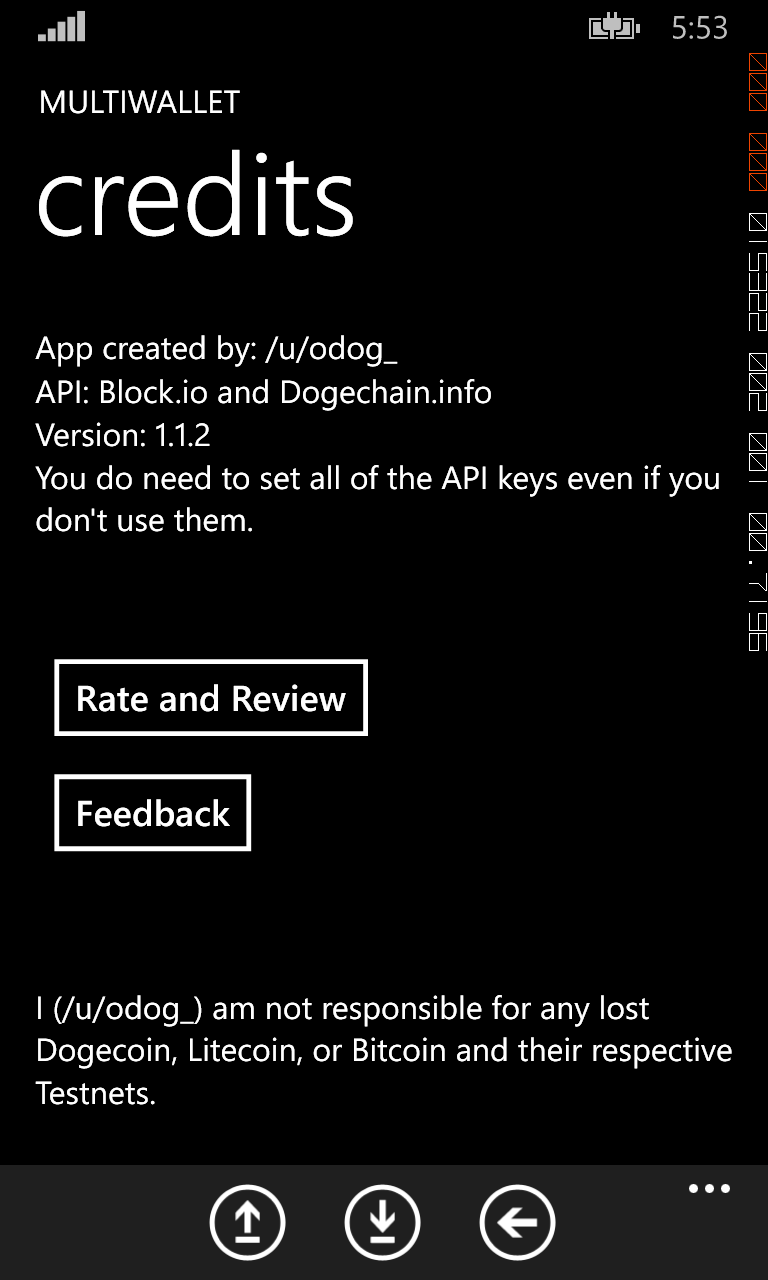 5:53
MULTIWALLET
credits
App created by: /u/odog_
API: Block.io and Dogechain.info
Version: 1.1.2
You do need to set all of the API keys even if you
don't use them.
Rate and Review
Feedback
I (/u/odog_) am not responsible for any lost
Dogecoin, Litecoin, or Bitcoin and their respective
Testnets.
000 000